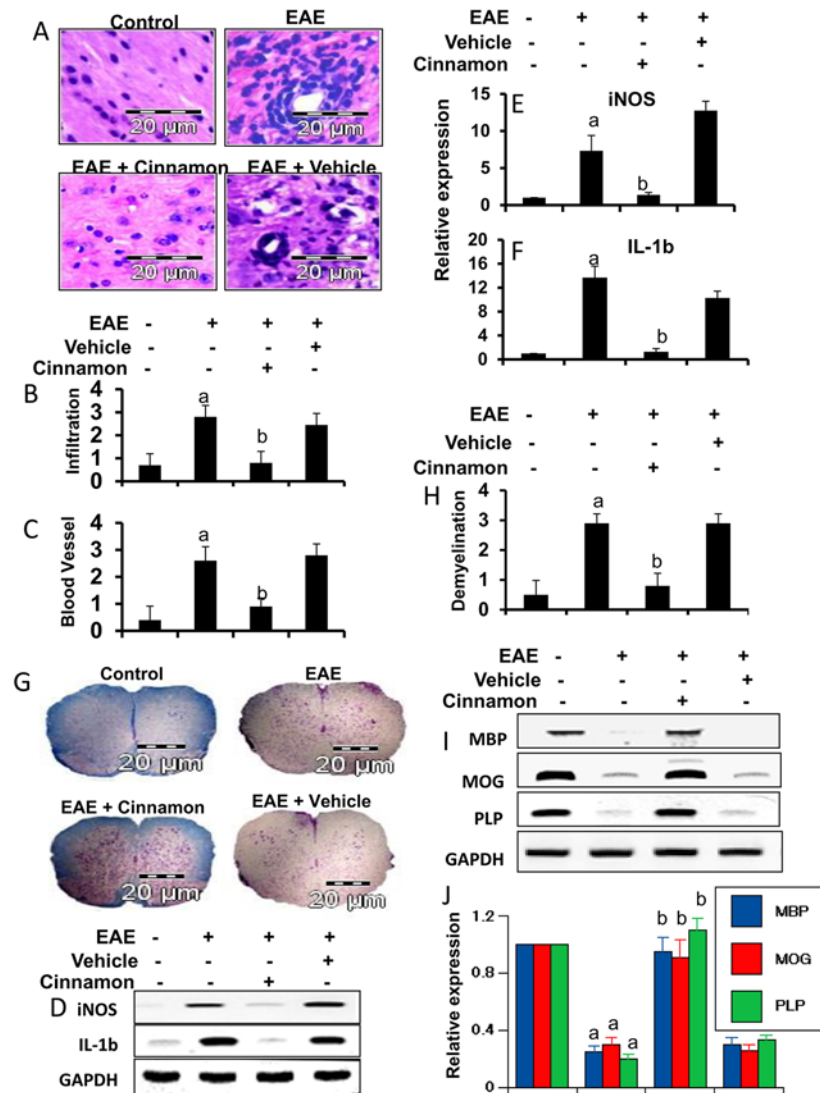 A
Control
EAE
20 µm
20 µm
EAE + Cinnamon
EAE + Vehicle
20 µm
20 µm
EAE - + + +
Vehicle - - - +
Cinnamon - - + -
B
Infiltration
4
3
2
1
0
a
b
C
Blood Vessel
4
3
2
1
0
a
b
G
Control
EAE
20 µm
20 µm
EAE + Cinnamon
EAE + Vehicle
20 µm
20 µm
EAE - + + +
Vehicle - - - +
Cinnamon - - + -
D
iNOS
IL-1b
GAPDH
EAE - + + +
Vehicle - - - +
Cinnamon - - + -
Relative expression
E
iNOS
15
10
5
0
a
b
F
IL-1b
16
12
8
4
0
a
b
EAE - + + +
Vehicle - - - +
Cinnamon - - + -
H
Demyelination
4
3
2
1
0
a
b
EAE - + + +
Vehicle - - - +
Cinnamon - - + -
I
MBP
MOG
PLP
GAPDH
J
Relative expression
1.2
0.4
0
a a a
b b b
MBP
MOG
PLP